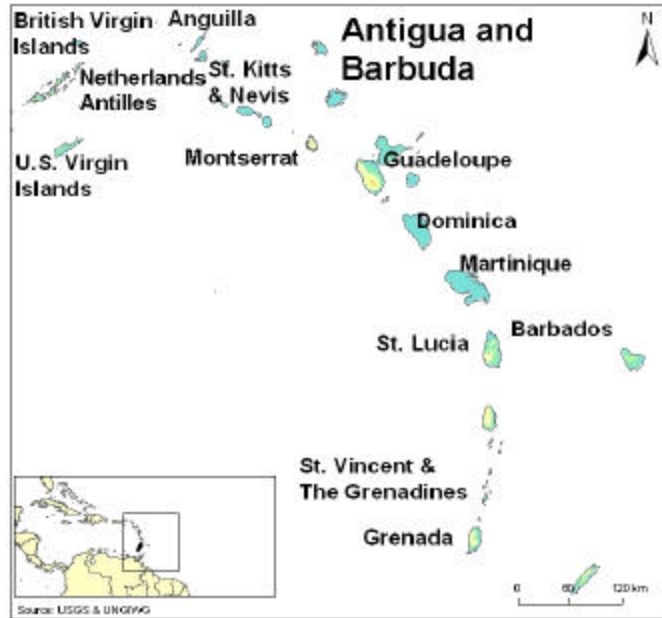 British Virgin
Islands
Anguilla
Antigua and
Barbuda
N
Netherlands
Antilles
St. Kitts
& Nevis
Montserrat
U.S. Virgin
Islands
Guadeloupe
Dominica
Martinique
Barbados
St. Lucia
St. Vincent &
The Grenadines
Grenada
0 60 120 km
Source: USGS & UNGIWG